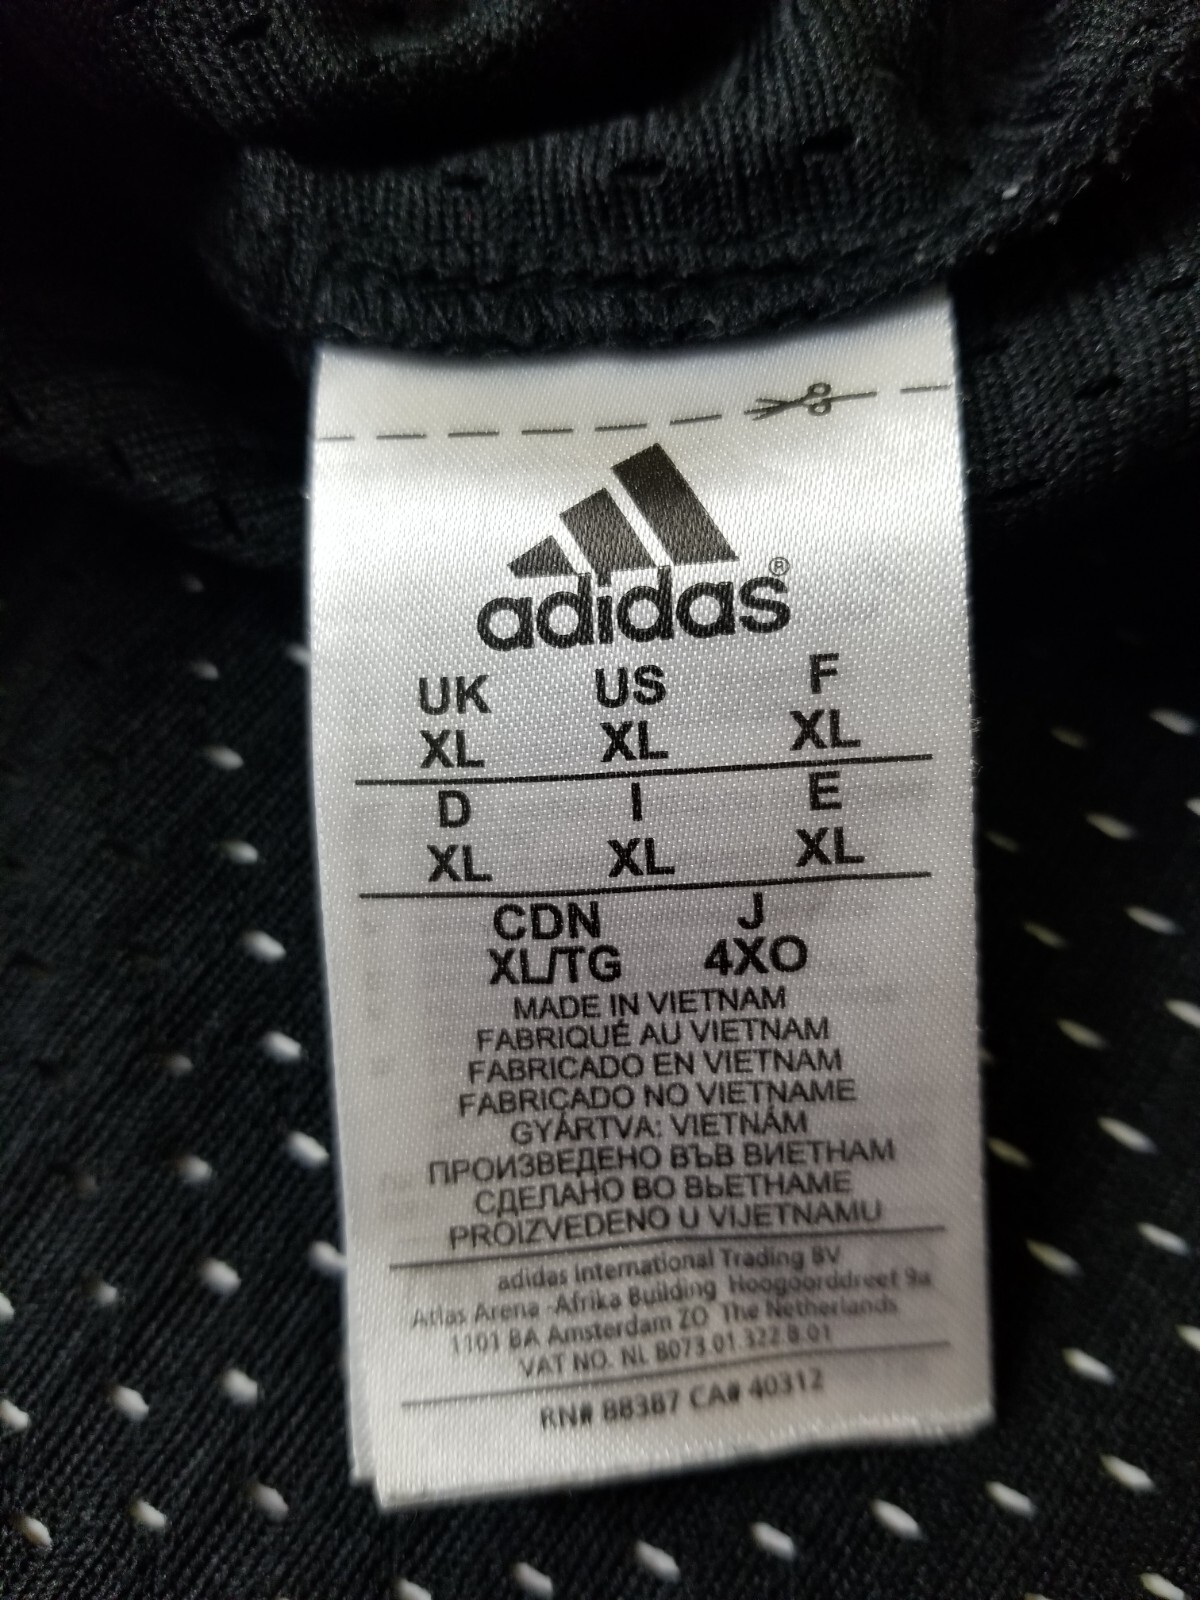 adidas®
UK US F
XL XL XL
D I E
XL XL XL
CDN J
XL/TG 4XO
MADE IN VIETNAM
FABRIQUÉ AU VIETNAM
FABRICADO EN VIETNAM
FABRICADO NO VIETNAME
GYÁRTVA: VIETNÁM
ПРОИЗВЕДЕНО ВЪВ ВИЕТНАМ
СДЕЛАНО ВО ВЬЕТНАМЕ
PROIZVEDENO U VIJETNAMU
adidas International Trading BV
Atlas Arena -Afrika Building Hoogoorddreef 9a
1101 BA Amsterdam ZO The Netherlands
VAT NO. NL 8073 01 322 B 01
RN# 88387 CA# 40312